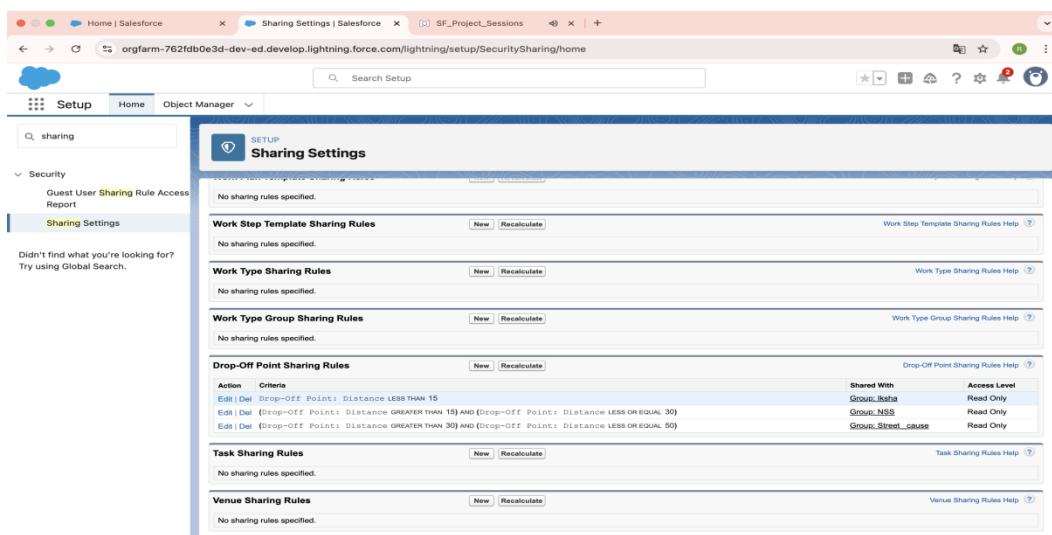 Home | Salesforce
Sharing Settings | Salesforce
SF_Project_Sessions
orgfarm-762fdb0e3d-dev-ed.develop.lightning.force.com/lightning/setup/SecuritySharing/home
R
Search Setup
2
Setup Home Object Manager
sharing
SETUP
Sharing Settings
Security
Guest User Sharing Rule Access
Report
Sharing Settings
Didn't find what you're looking for?
Try using Global Search.
No sharing rules specified.
Work Step Template Sharing Rules New Recalculate Work Step Template Sharing Rules Help ?
No sharing rules specified.
Work Type Sharing Rules New Recalculate Work Type Sharing Rules Help ?
No sharing rules specified.
Work Type Group Sharing Rules New Recalculate Work Type Group Sharing Rules Help ?
No sharing rules specified.
Drop-Off Point Sharing Rules New Recalculate Drop-Off Point Sharing Rules Help ?
Action Criteria Shared With Access Level
Edit | Del Drop-Off Point: Distance LESS THAN 15 Group: Iksha Read Only
Edit | Del (Drop-Off Point: Distance GREATER THAN 15) AND (Drop-Off Point: Distance LESS OR EQUAL 30) Group: NSS Read Only
Edit | Del (Drop-Off Point: Distance GREATER THAN 30) AND (Drop-Off Point: Distance LESS OR EQUAL 50) Group: Street_cause Read Only
Task Sharing Rules New Recalculate Task Sharing Rules Help ?
No sharing rules specified.
Venue Sharing Rules New Recalculate Venue Sharing Rules Help ?
No sharing rules specified.